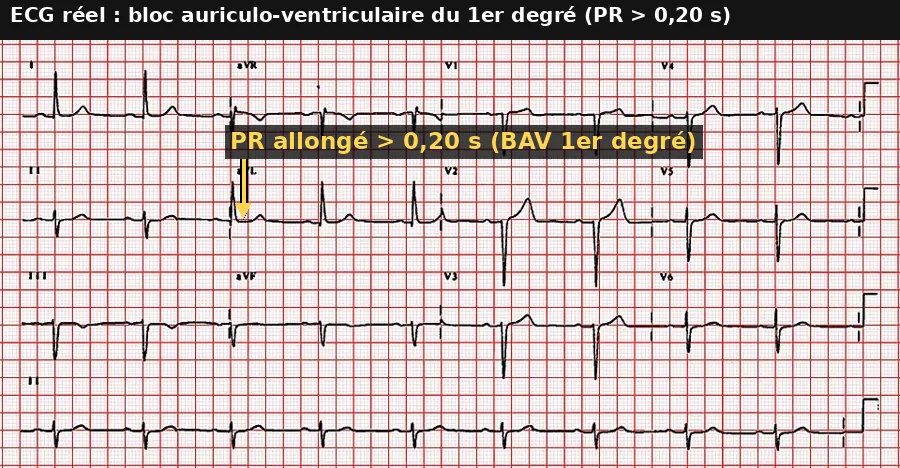 ECG réel : bloc auriculo-ventriculaire du 1er degré (PR > 0,20 s)
I aVR V1 V4
PR allongé > 0,20 s (BAV 1er degré)
II aVL V2 V5
III aVF V3 V6
II